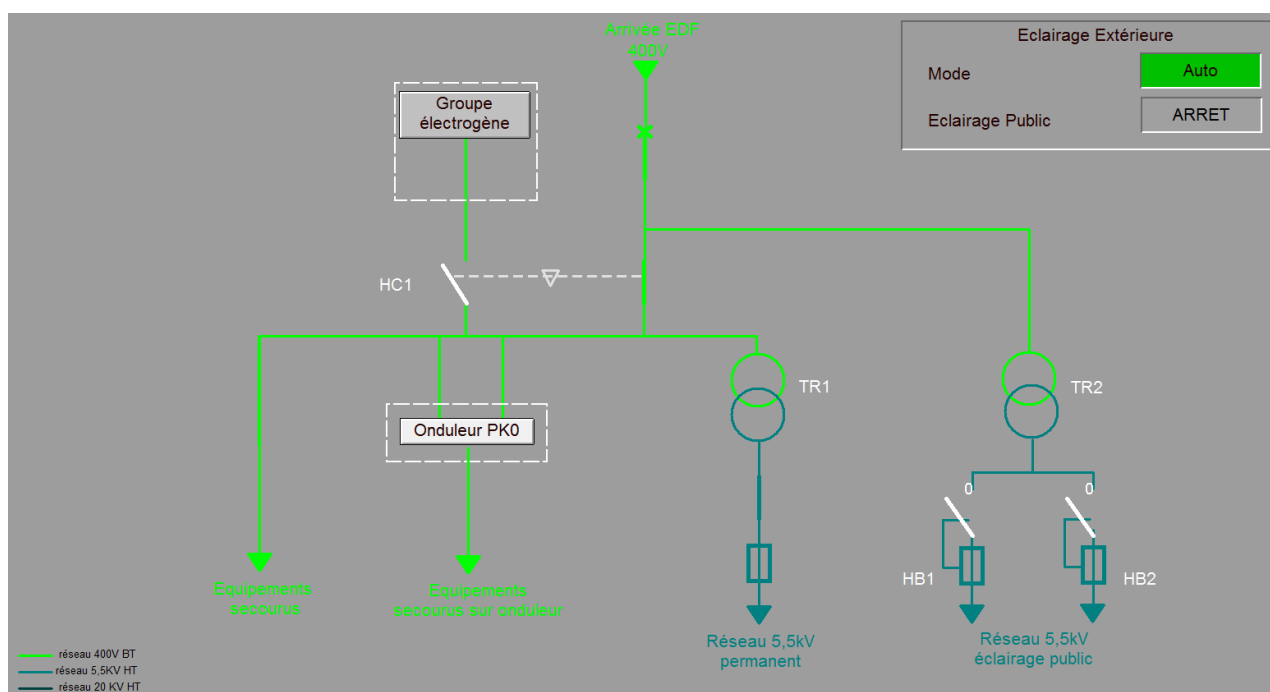 Arrivée EDF
400V
Eclairage Extérieure
Mode
Auto
Eclairage Public
ARRET
Groupe
électrogène
HC1
TR1
TR2
Onduleur PK0
0
0
HB1
HB2
Equipements
secourus
Equipements
secourus sur onduleur
Réseau 5,5kV
permanent
Réseau 5,5kV
éclairage public
réseau 400V BT
réseau 5,5KV HT
réseau 20 KV HT